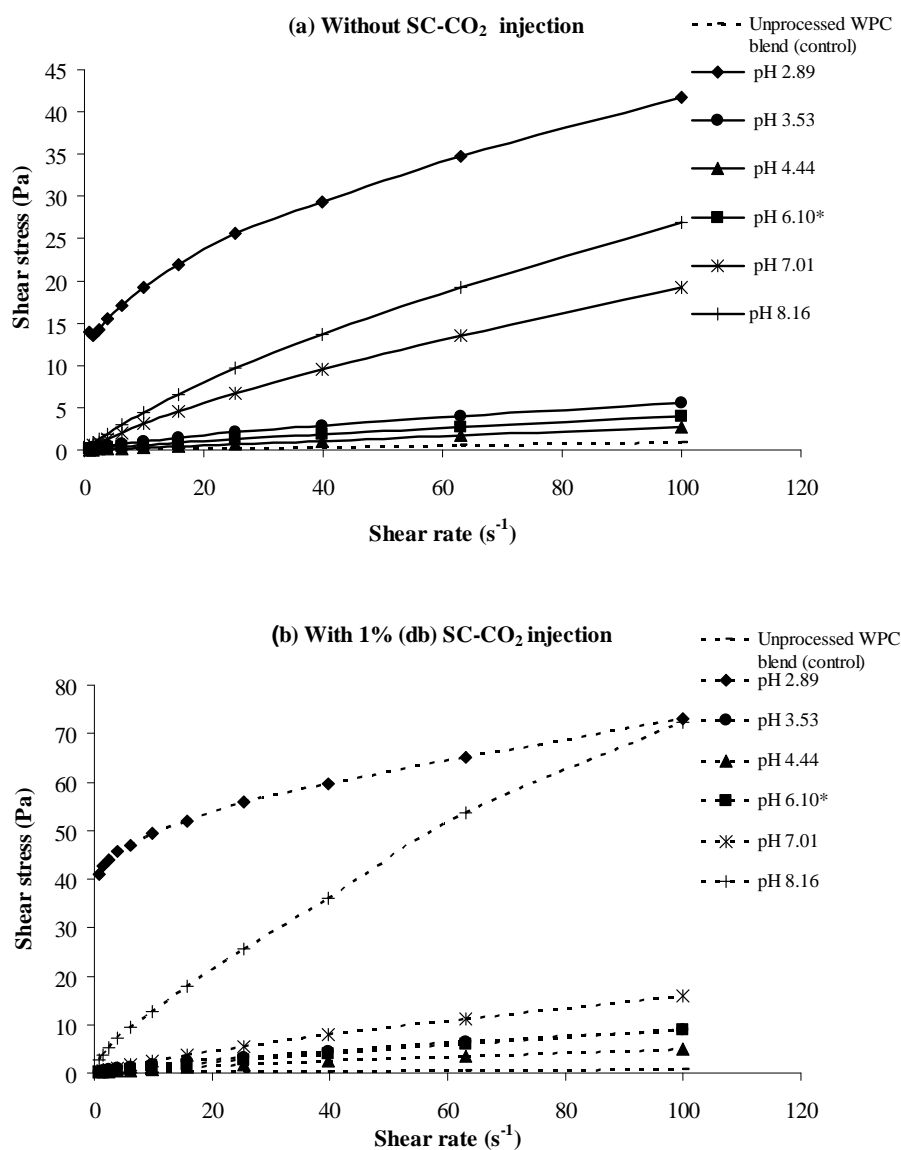 (a) Without SC-CO₂ injection
Unprocessed WPC
blend (control)
pH 2.89
pH 3.53
pH 4.44
pH 6.10*
pH 7.01
pH 8.16
45
40
35
30
25
20
15
10
5
0
Shear stress (Pa)
0
20
40
60
80
100
120
Shear rate (s⁻¹)
(b) With 1% (db) SC-CO₂ injection
Unprocessed WPC
blend (control)
pH 2.89
pH 3.53
pH 4.44
pH 6.10*
pH 7.01
pH 8.16
80
70
60
50
40
30
20
10
0
Shear stress (Pa)
0
20
40
60
80
100
120
Shear rate (s⁻¹)